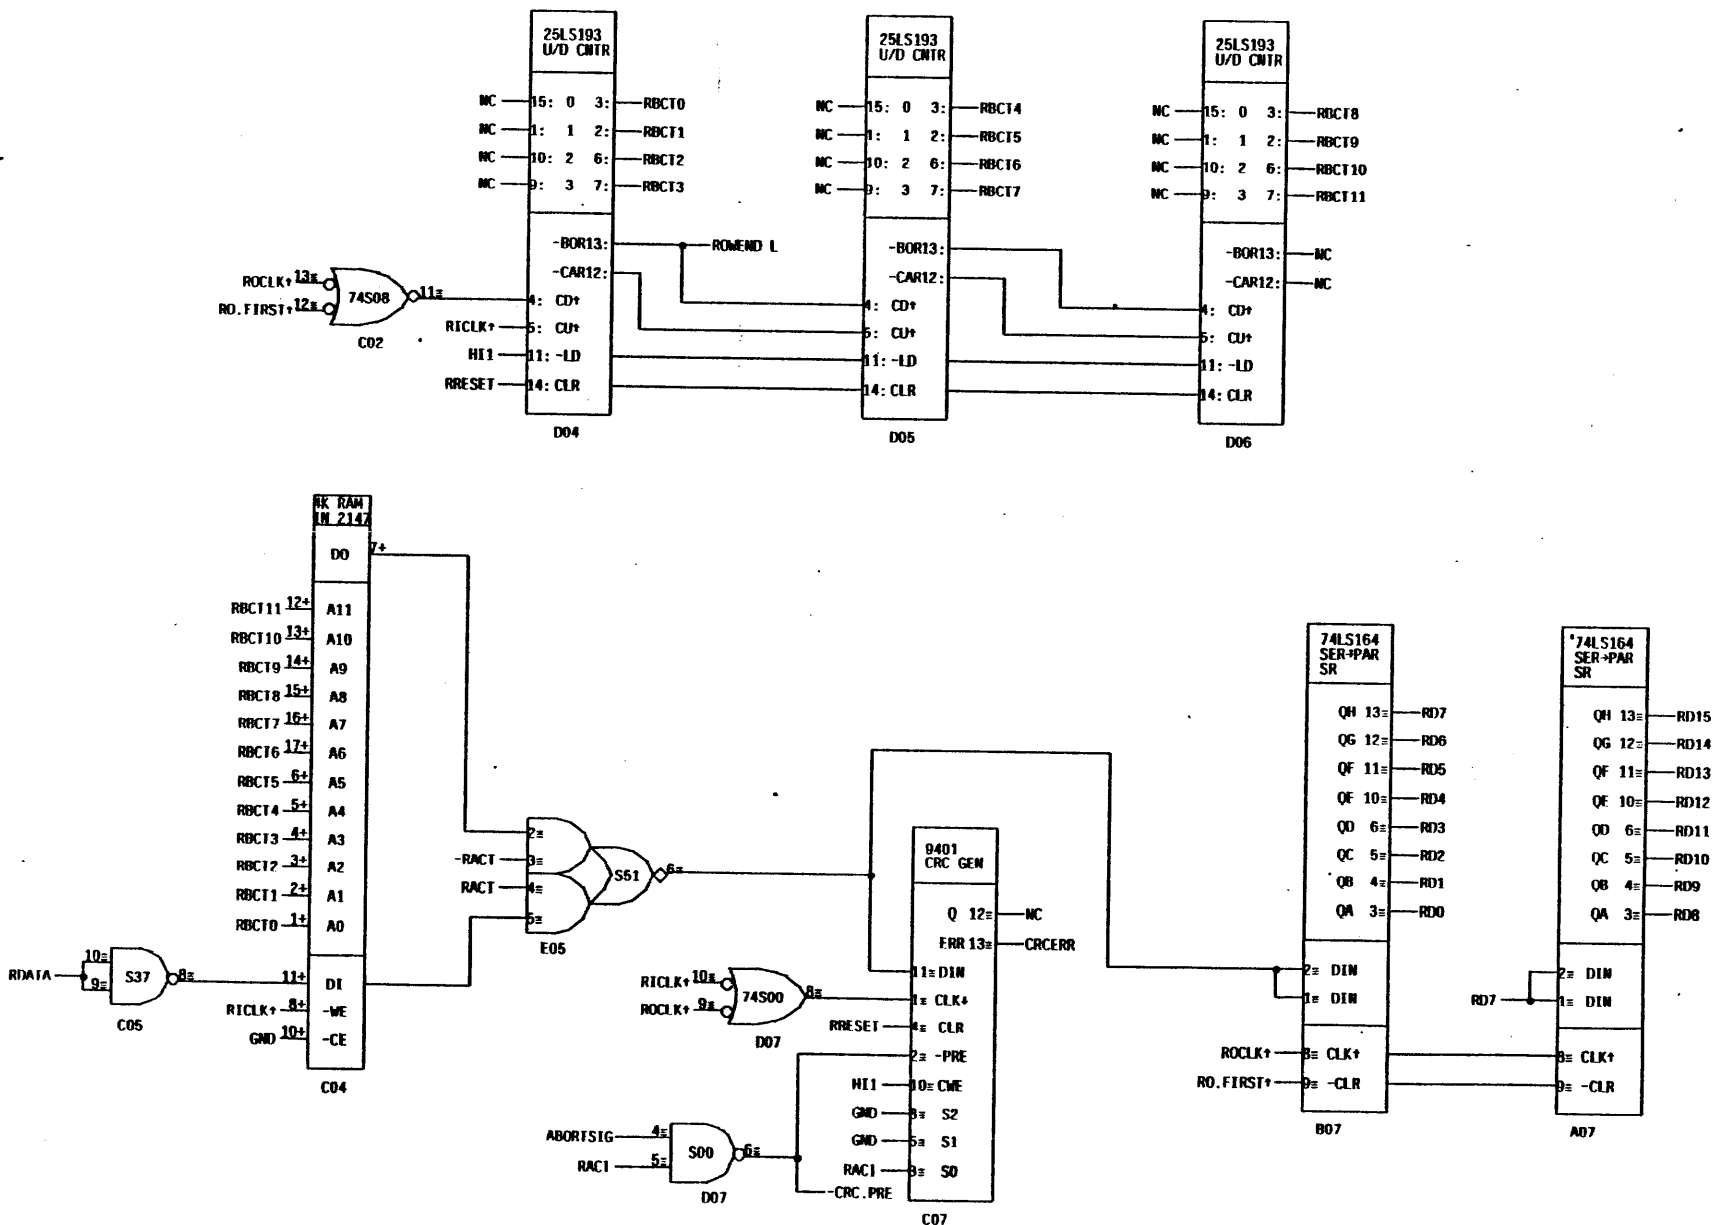 25LS193
U/D CNTR
NC 15: 0 3: RBCT0
NC 1: 1 2: RBCT1
NC 10: 2 6: RBCT2
NC 9: 3 7: RBCT3
-BOR13: ROWEND L
-CAR12:
ROCLK↑ 13≡
RO.FIRST↑ 12≡
74S08
11≡
C02
4: CD↑
RICLK↑ 5: CU↑
HI1 11: -LD
RRESET 14: CLR
D04
25LS193
U/D CNTR
NC 15: 0 3: RBCT4
NC 1: 1 2: RBCT5
NC 10: 2 6: RBCT6
NC 9: 3 7: RBCT7
-BOR13:
-CAR12:
4: CD↑
5: CU↑
11: -LD
14: CLR
D05
25LS193
U/D CNTR
NC 15: 0 3: RBCT8
NC 1: 1 2: RBCT9
NC 10: 2 6: RBCT10
NC 9: 3 7: RBCT11
-BOR13: NC
-CAR12: NC
4: CD↑
5: CU↑
11: -LD
14: CLR
D06
4K RAM
IN 2147
DO 7+
RBCT11 12+ A11
RBCT10 13+ A10
RBCT9 14+ A9
RBCT8 15+ A8
RBCT7 16+ A7
RBCT6 17+ A6
RBCT5 6+ A5
RBCT4 5+ A4
RBCT3 4+ A3
RBCT2 3+ A2
RBCT1 2+ A1
RBCT0 1+ A0
RDATA 10≡ 9≡ S37 8≡
C05
11+ DI
RICLK↑ 8+ -WE
GND 10+ -CE
C04
2≡
-RACT 3≡
RACT 4≡
5≡
S51 6≡
E05
RICLK↑ 10≡
ROCLK↑ 9≡
74S00 8≡
D07
9401
CRC GEN
Q 12≡ NC
ERR 13≡ CRCERR
11≡ DIN
1≡ CLK↓
RRESET 4≡ CLR
2≡ -PRE
HI1 10≡ CWE
GND 8≡ S2
GND 5≡ S1
RACT 3≡ S0
-CRC.PRE
C07
ABORTSIG 4≡
RACT 5≡
S00 6≡
D07
74LS164
SER→PAR
SR
QH 13≡ RD7
QG 12≡ RD6
QF 11≡ RD5
QE 10≡ RD4
QD 6≡ RD3
QC 5≡ RD2
QB 4≡ RD1
QA 3≡ RD0
2≡ DIN
1≡ DIN
ROCLK↑ 8≡ CLK↑
RO.FIRST↑ 9≡ -CLR
B07
74LS164
SER→PAR
SR
QH 13≡ RD15
QG 12≡ RD14
QF 11≡ RD13
QE 10≡ RD12
QD 6≡ RD11
QC 5≡ RD10
QB 4≡ RD9
QA 3≡ RD8
2≡ DIN
RD7 1≡ DIN
8≡ CLK↑
9≡ -CLR
A07